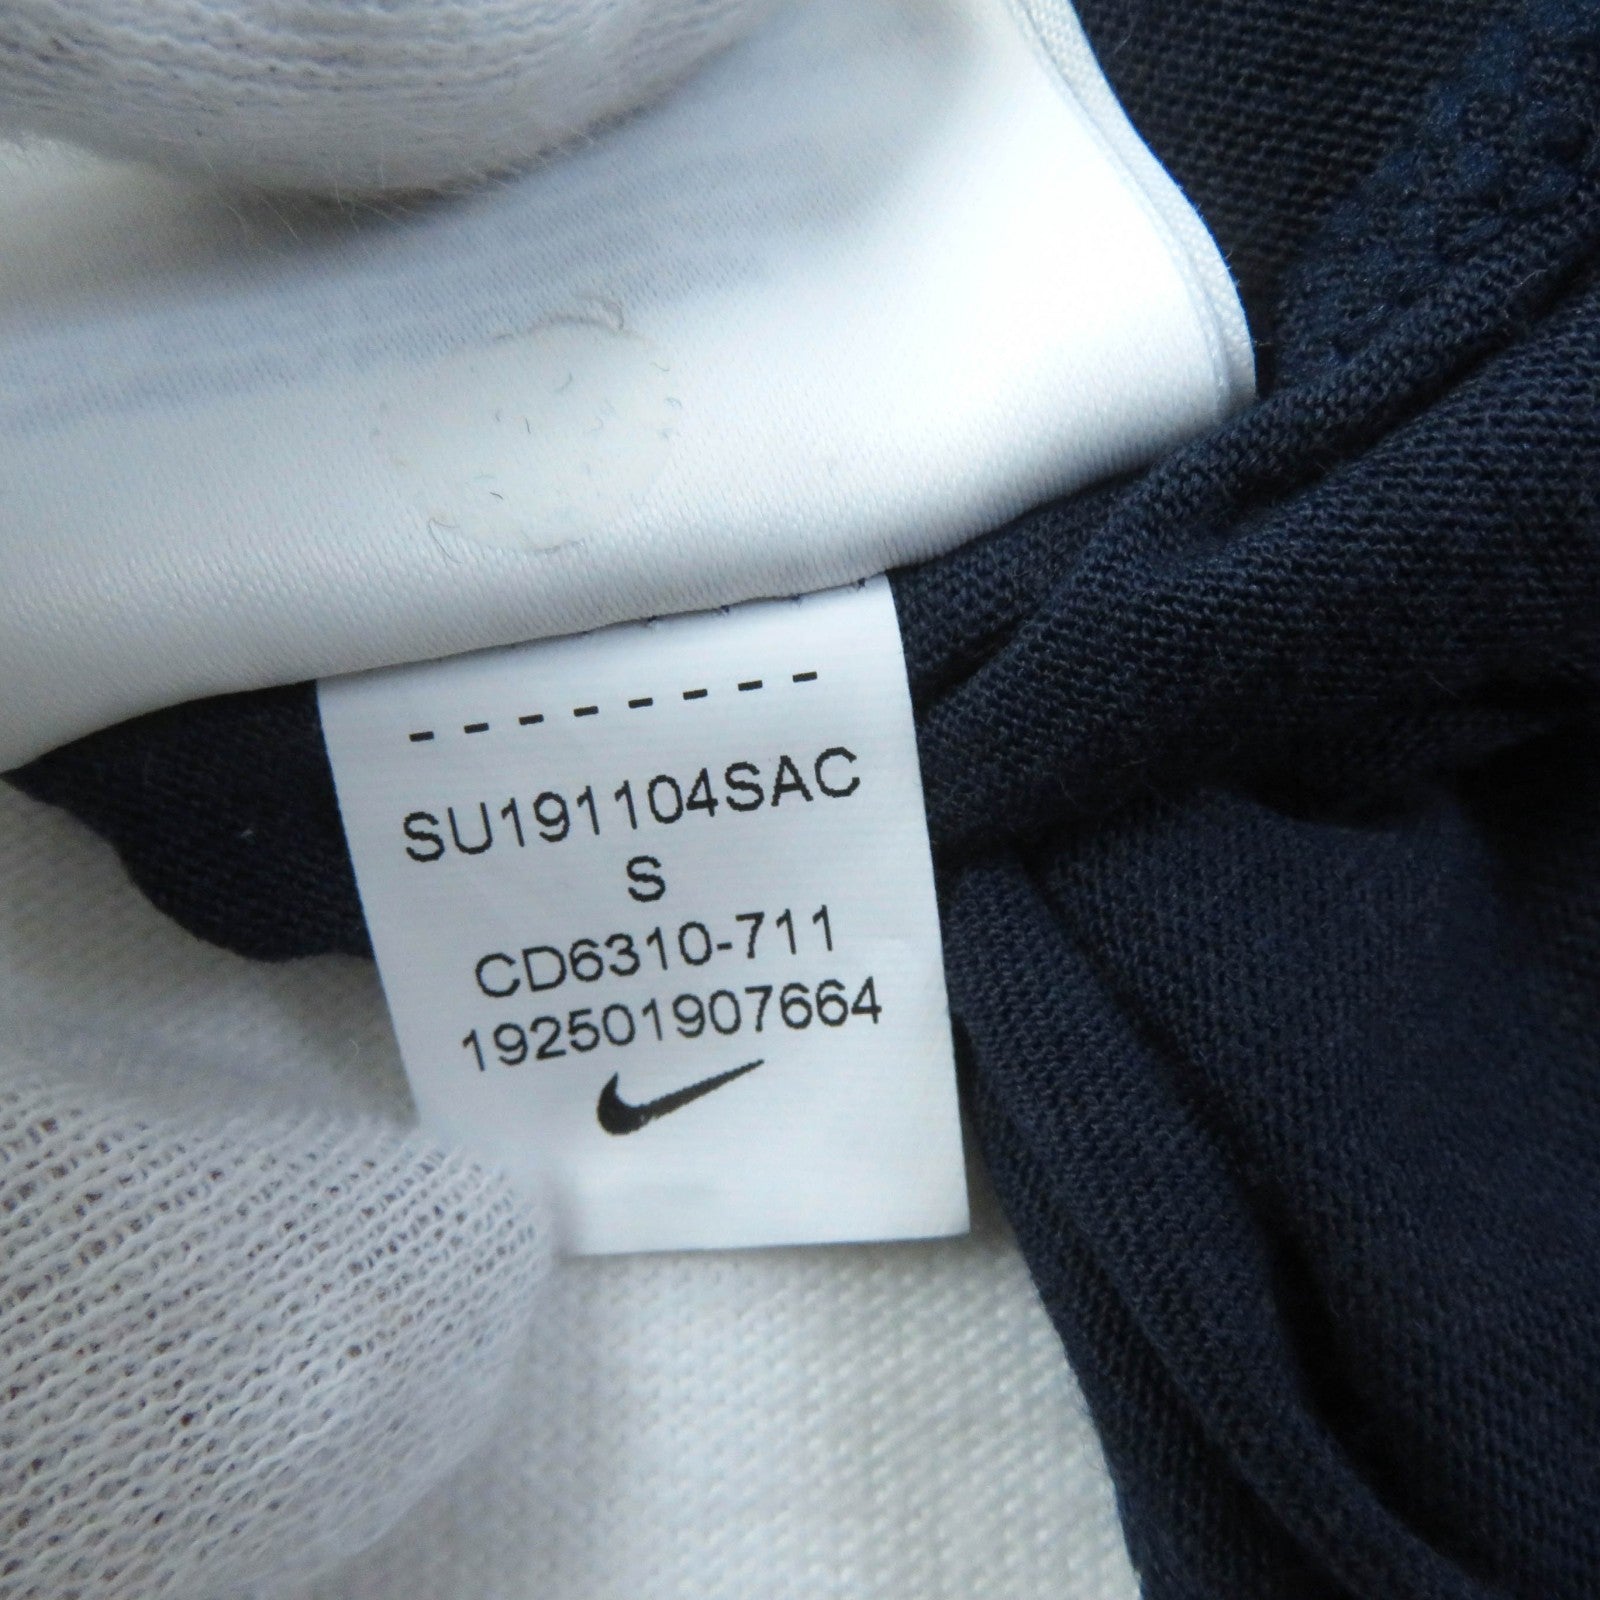 --------
SU191104SAC
S
CD6310-711
192501907664